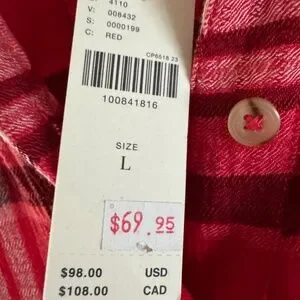 4110
V: 008432
S: 0000199
C: RED
CP6518 23
100841816
SIZE
L
$69.95
$98.00 USD
$108.00 CAD